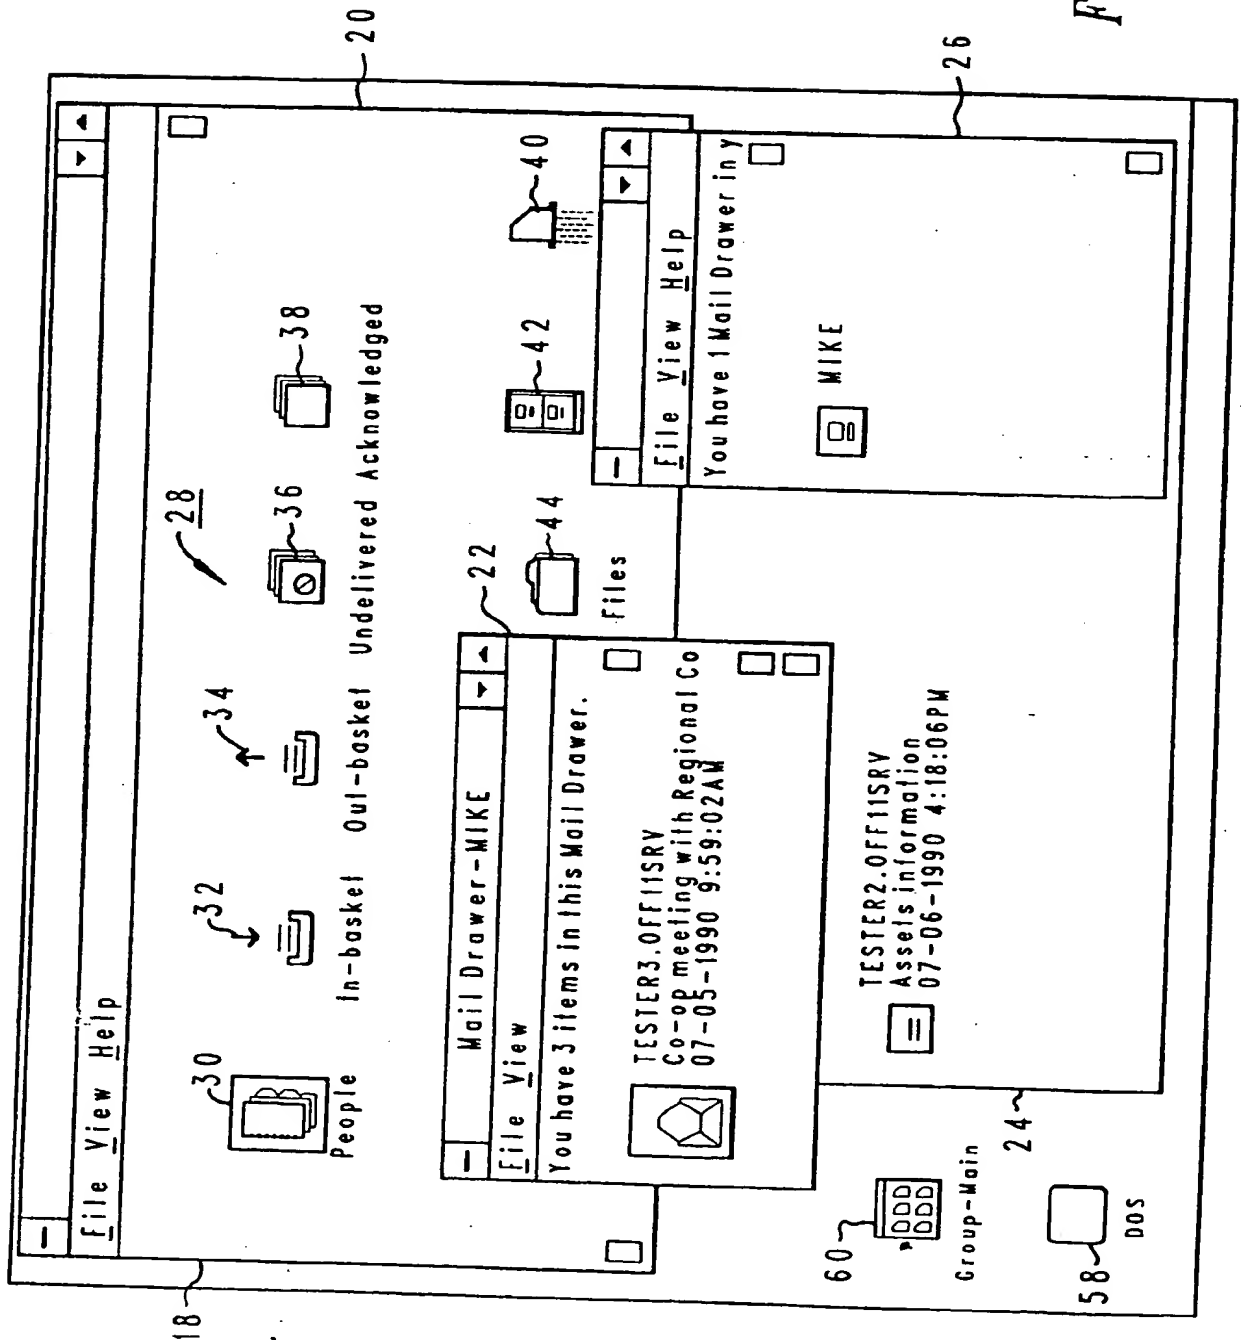 20
18
File View Help
28
30
People
32
In-basket
34
Out-basket
36
Undelivered
38
Acknowledged
40
42
44
Files
22
Mail Drawer-MIKE
File View
You have 3 items in this Mail Drawer.
TESTER3.OFF11SRV
Co-op meeting with Regional Co
07-05-1990 9:59:02AM
26
File View Help
You have 1 Mail Drawer in y
MIKE
TESTER2.OFF11SRV
Assets information
07-06-1990 4:18:06PM
24
60
Group-Main
58
DOS
F